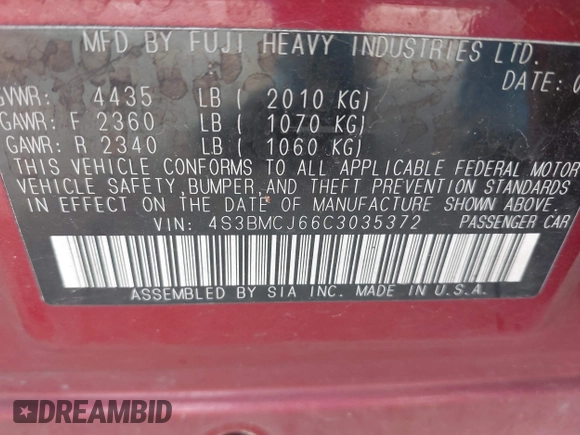 MFD BY FUJI HEAVY INDUSTRIES LTD.
DATE: 0
GVWR: 4435 LB ( 2010 KG)
GAWR: F 2360 LB ( 1070 KG)
GAWR: R 2340 LB ( 1060 KG)
THIS VEHICLE CONFORMS TO ALL APPLICABLE FEDERAL MOTOR
VEHICLE SAFETY, BUMPER, AND THEFT PREVENTION STANDARDS
IN EFFECT ON THE DATE OF MANUFACTURE SHOWN ABOVE.
VIN: 4S3BMCJ66C3035372 PASSENGER CAR
ASSEMBLED BY SIA INC. MADE IN U.S.A.
DREAMBID